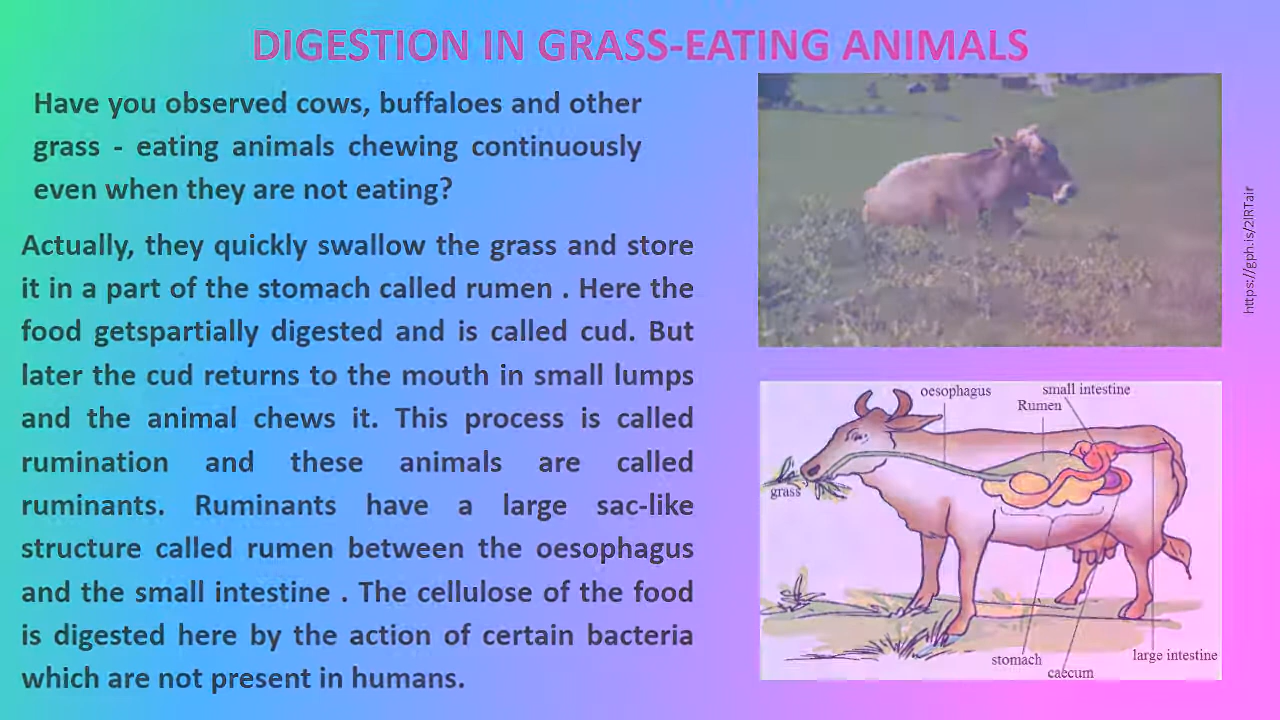 DIGESTION IN GRASS-EATING ANIMALS
Have you observed cows, buffaloes and other
grass - eating animals chewing continuously
even when they are not eating?
Actually, they quickly swallow the grass and store
it in a part of the stomach called rumen . Here the
food getspartially digested and is called cud. But
later the cud returns to the mouth in small lumps
and the animal chews it. This process is called
rumination and these animals are called
ruminants. Ruminants have a large sac-like
structure called rumen between the oesophagus
and the small intestine . The cellulose of the food
is digested here by the action of certain bacteria
which are not present in humans.
https://gph.is/2IRTair
oesophagus
small intestine
Rumen
grass
stomach
caecum
large intestine